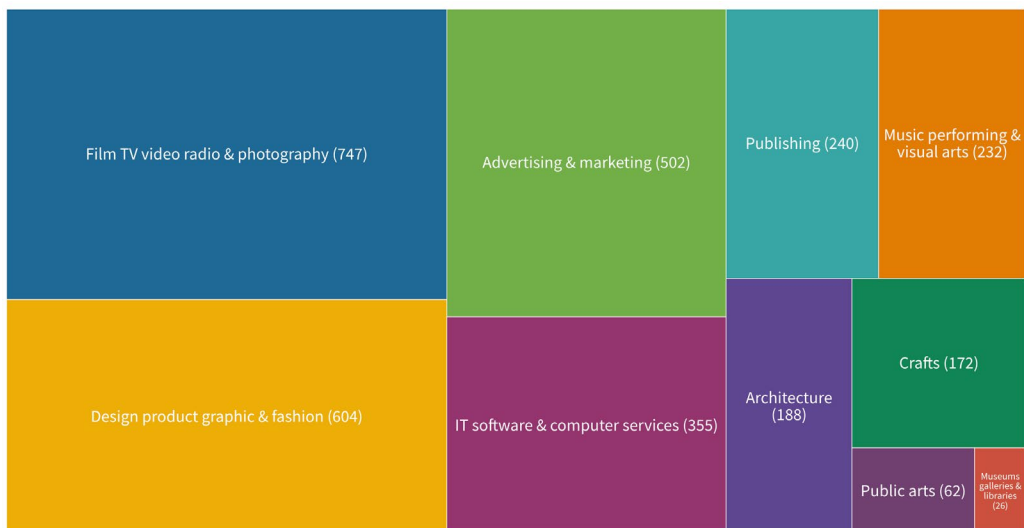 Film TV video radio & photography (747)
Advertising & marketing (502)
Publishing (240)
Music performing &
visual arts (232)
Design product graphic & fashion (604)
IT software & computer services (355)
Architecture
(188)
Crafts (172)
Public arts (62)
Museums
galleries &
libraries
(26)